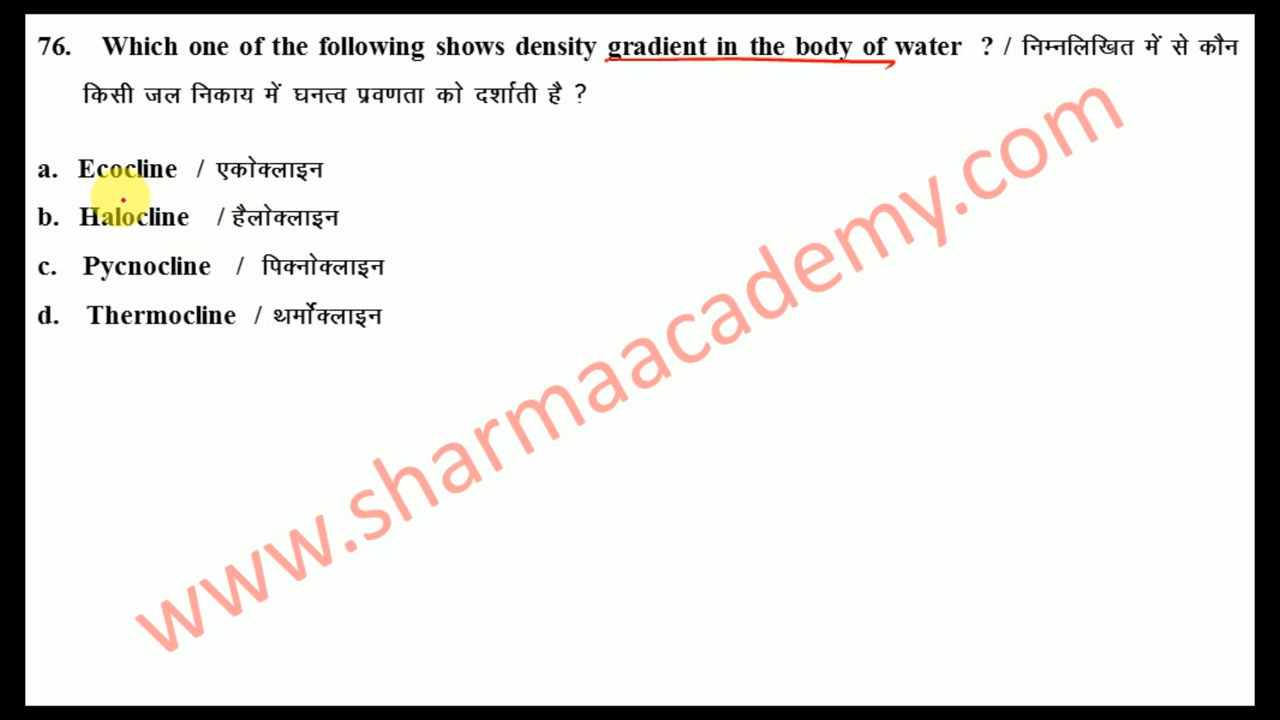 76. Which one of the following shows density gradient in the body of water ? / निम्नलिखित में से कौन
किसी जल निकाय में घनत्व प्रवणता को दर्शाती है ?
a. Ecocline / एकोक्लाइन
b. Halocline / हैलोक्लाइन
c. Pycnocline / पिक्नोक्लाइन
d. Thermocline / थर्मोक्लाइन
www.sharmaacademy.com